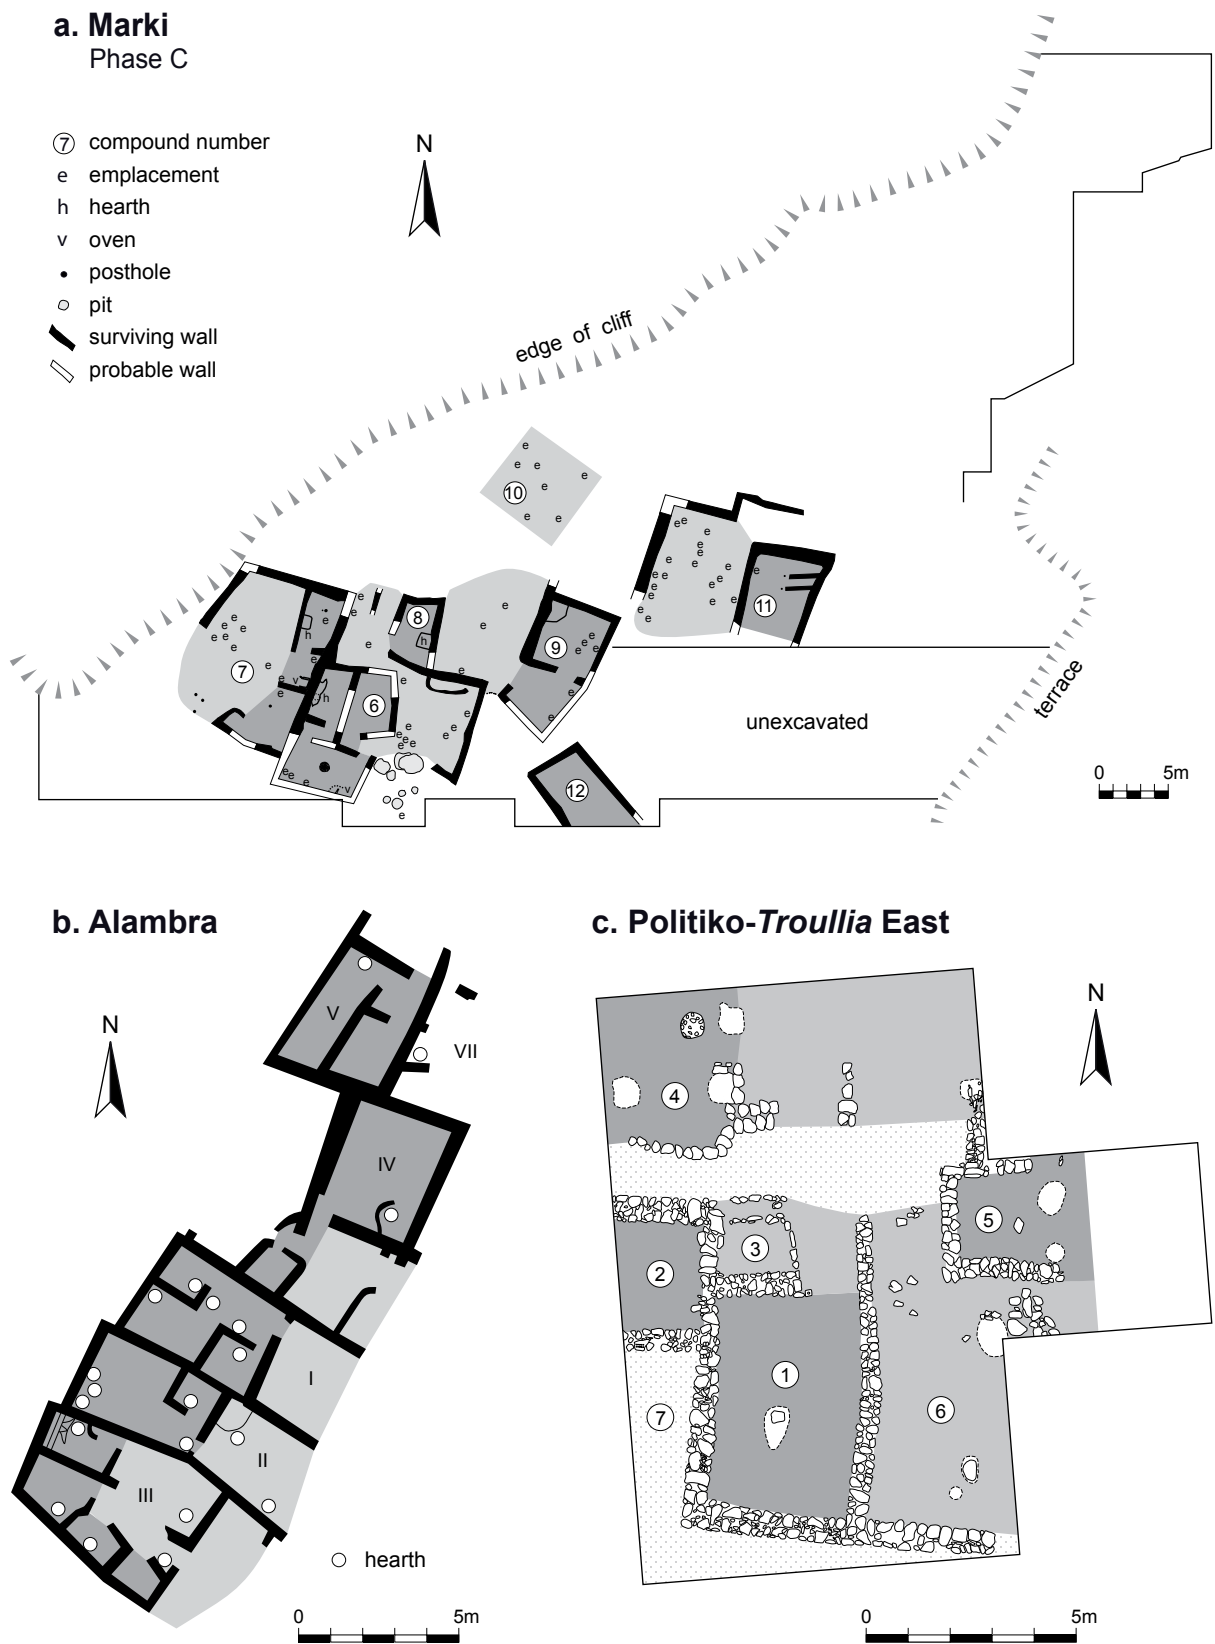 a. Marki
Phase C
7 compound number
e emplacement
h hearth
v oven
posthole
pit
surviving wall
probable wall
N
edge of cliff
10
11
8
h
9
7
h
v
h
6
e
v
12
unexcavated
terrace
0 5m
b. Alambra
N
V
VII
IV
I
II
III
hearth
0 5m
c. Politiko-Troullia East
N
4
5
3
2
1
7
6
0 5m